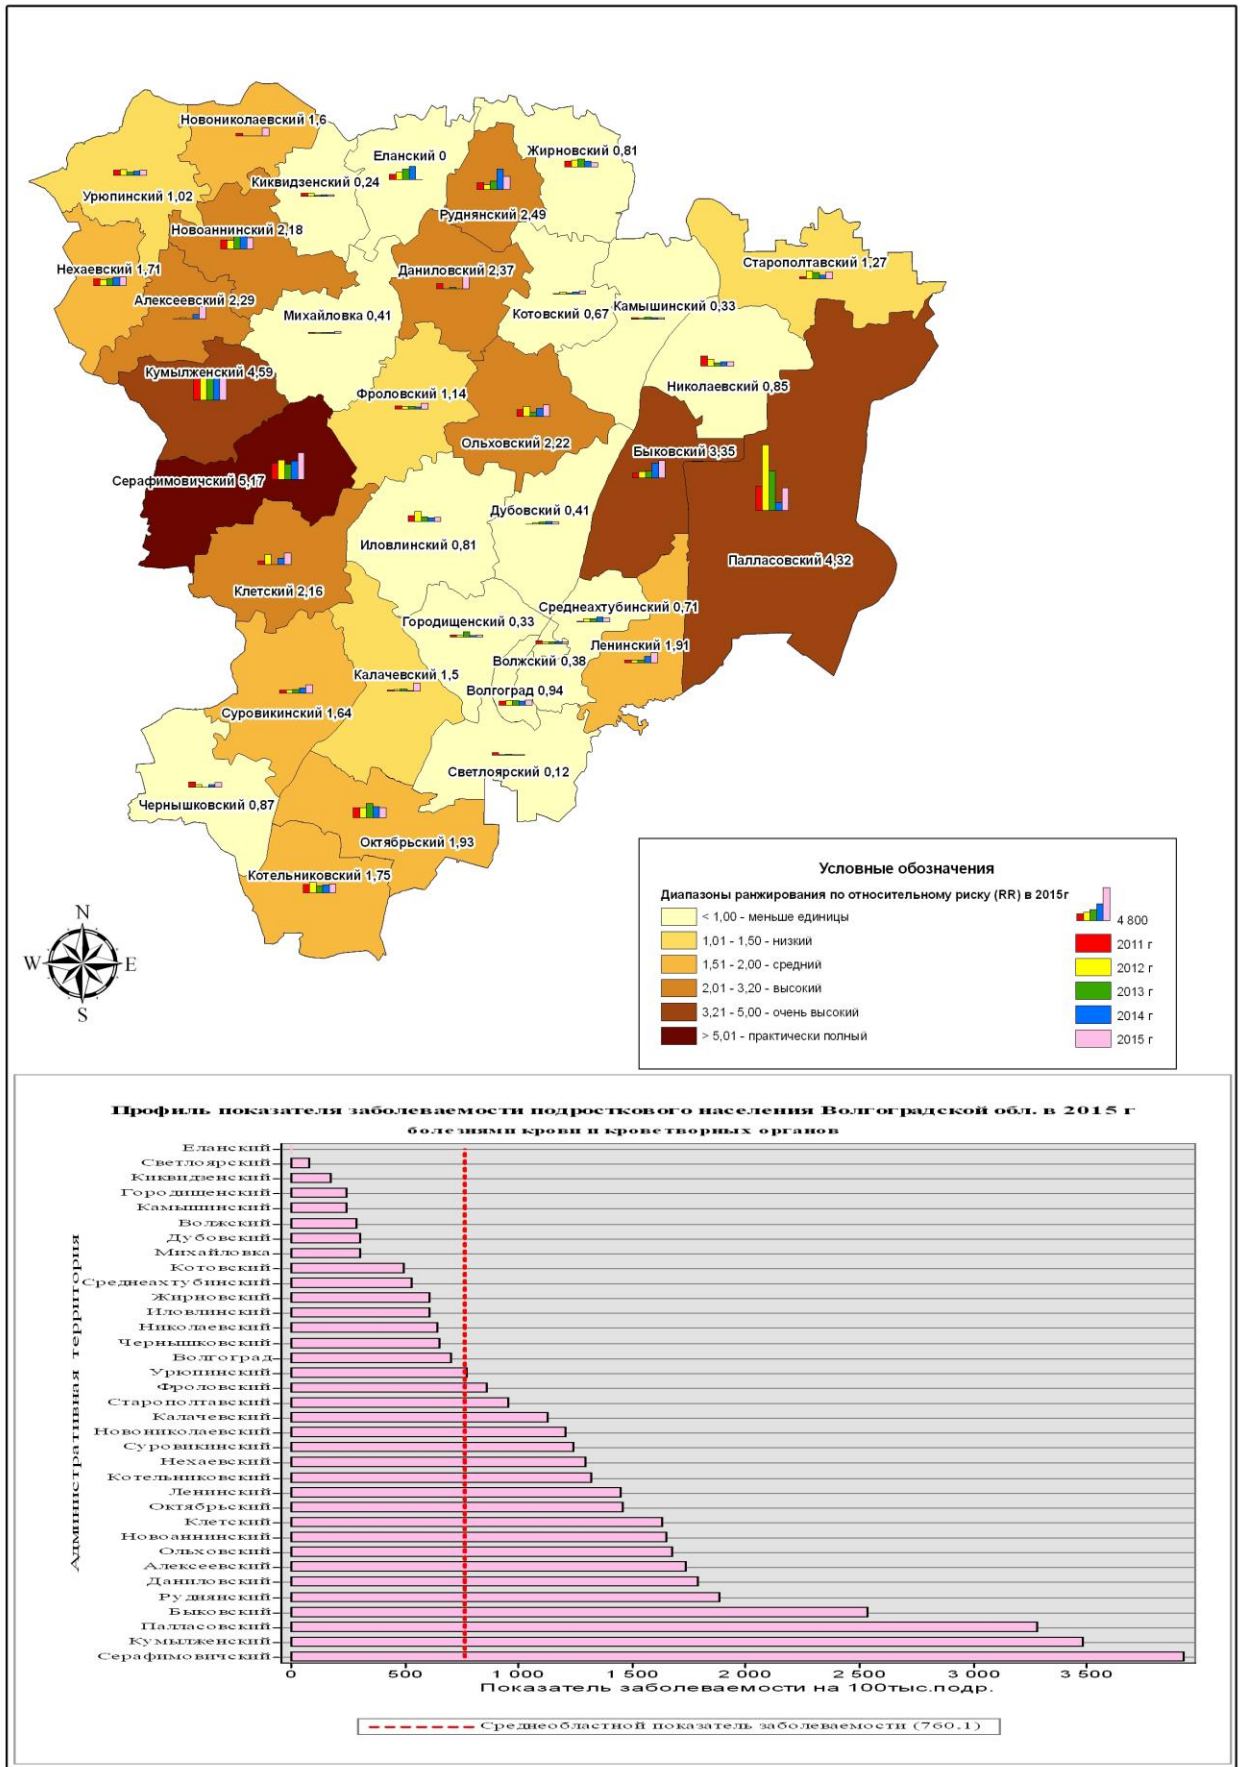 Новониколаевский 1,6
Еланский 0
Жирновский 0,81
Киквидзенский 0,24
Урюпинский 1,02
Руднянский 2,49
Новоаннинский 2,18
Нехаевский 1,71
Даниловский 2,37
Старополтавский 1,27
Алексеевский 2,29
Михайловка 0,41
Котовский 0,67
Камышинский 0,33
Кумылженский 4,59
Николаевский 0,85
Фроловский 1,14
Ольховский 2,22
Быковский 3,35
Серафимовичский 5,17
Дубовский 0,41
Иловлинский 0,81
Палласовский 4,32
Клетский 2,16
Среднеахтубинский 0,71
Городищенский 0,33
Ленинский 1,91
Волжский 0,38
Калачевский 1,5
Волгоград 0,94
Суровикинский 1,64
Светлоярский 0,12
Чернышковский 0,87
Октябрьский 1,93
Котельниковский 1,75
N
W E
S
Условные обозначения
Диапазоны ранжирования по относительному риску (RR) в 2015г
< 1,00 - меньше единицы
1,01 - 1,50 - низкий
1,51 - 2,00 - средний
2,01 - 3,20 - высокий
3,21 - 5,00 - очень высокий
> 5,01 - практически полный
4 800
2011 г
2012 г
2013 г
2014 г
2015 г
Профиль показателя заболеваемости подросткового населения Волгоградской обл. в 2015 г
болезнями крови и кроветворных органов
Административная территория
Еланский
Светлоярский
Киквидзенский
Городищенский
Камышинский
Волжский
Дубовский
Михайловка
Котовский
Среднеахтубинский
Жирновский
Иловлинский
Николаевский
Чернышковский
Волгоград
Урюпинский
Фроловский
Старополтавский
Калачевский
Новониколаевский
Суровикинский
Нехаевский
Котельниковский
Ленинский
Октябрьский
Клетский
Новоаннинский
Ольховский
Алексеевский
Даниловский
Руднянский
Быковский
Палласовский
Кумылженский
Серафимовичский
0 500 1 000 1 500 2 000 2 500 3 000 3 500
Показатель заболеваемости на 100тыс.подр.
Среднеобластной показатель заболеваемости (760,1)